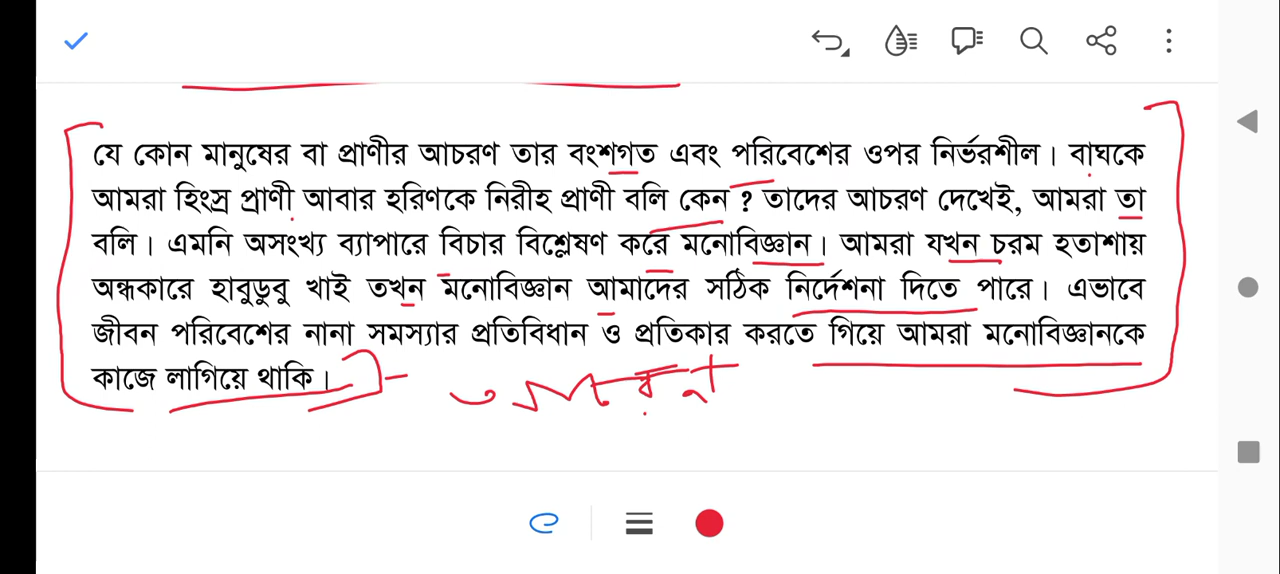 যে কোন মানুষের বা প্রাণীর আচরণ তার বংশগত এবং পরিবেশের ওপর নির্ভরশীল। বাঘকে
আমরা হিংস্র প্রাণী আবার হরিণকে নিরীহ প্রাণী বলি কেন ? তাদের আচরণ দেখেই, আমরা তা
বলি। এমনি অসংখ্য ব্যাপারে বিচার বিশ্লেষণ করে মনোবিজ্ঞান। আমরা যখন চরম হতাশায়
অন্ধকারে হাবুডুবু খাই তখন মনোবিজ্ঞান আমাদের সঠিক নির্দেশনা দিতে পারে। এভাবে
জীবন পরিবেশের নানা সমস্যার প্রতিবিধান ও প্রতিকার করতে গিয়ে আমরা মনোবিজ্ঞানকে
কাজে লাগিয়ে থাকি।